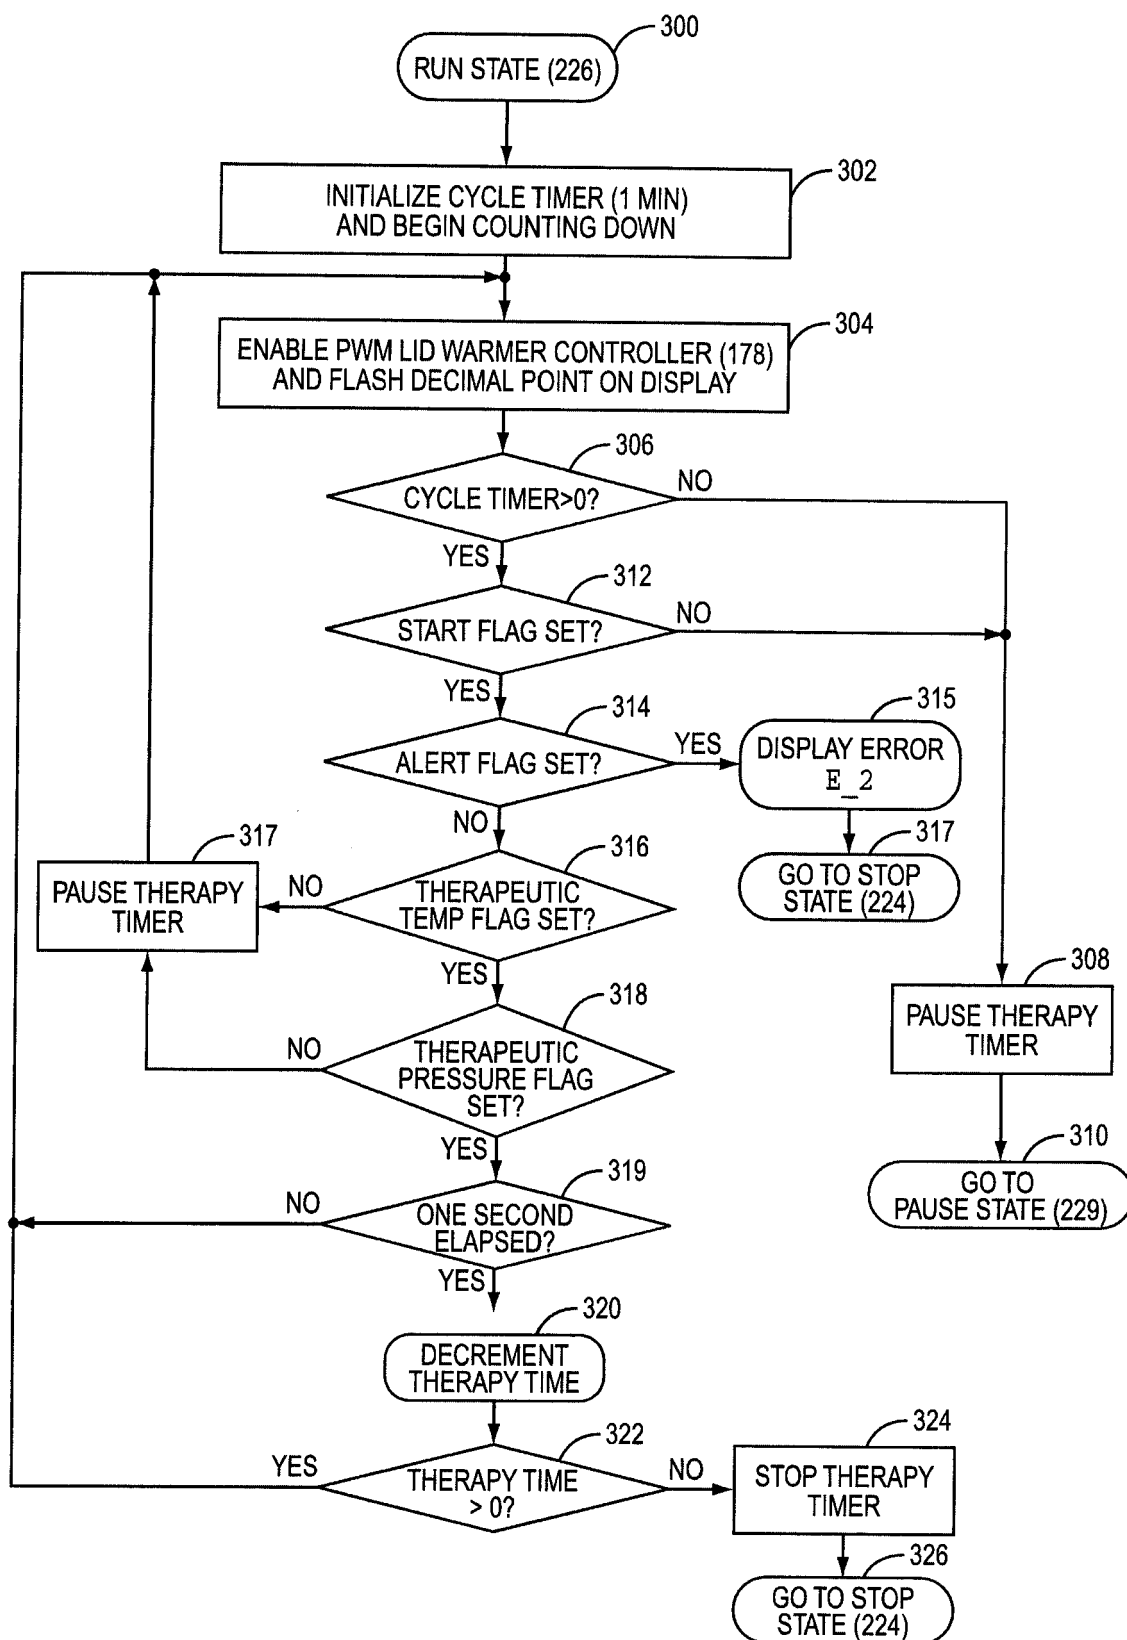 300
RUN STATE (226)
302
INITIALIZE CYCLE TIMER (1 MIN)
AND BEGIN COUNTING DOWN
304
ENABLE PWM LID WARMER CONTROLLER (178)
AND FLASH DECIMAL POINT ON DISPLAY
306
CYCLE TIMER>0?
NO
YES
312
START FLAG SET?
NO
YES
314
ALERT FLAG SET?
YES
315
DISPLAY ERROR
E_2
NO
317
GO TO STOP
STATE (224)
316
THERAPEUTIC
TEMP FLAG SET?
NO
317
PAUSE THERAPY
TIMER
YES
318
THERAPEUTIC
PRESSURE FLAG
SET?
NO
308
PAUSE THERAPY
TIMER
310
GO TO
PAUSE STATE (229)
YES
319
ONE SECOND
ELAPSED?
NO
YES
320
DECREMENT
THERAPY TIME
322
THERAPY TIME
> 0?
YES
NO
324
STOP THERAPY
TIMER
326
GO TO STOP
STATE (224)